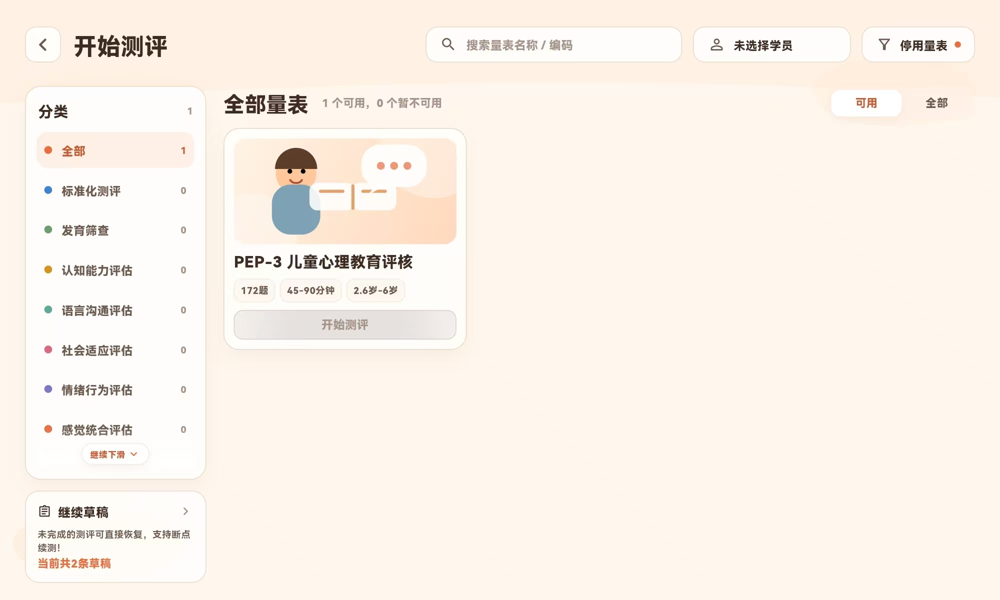 开始测评
搜索量表名称 / 编码
未选择学员
停用量表
分类
1
全部
1
标准化测评
0
发育筛查
0
认知能力评估
0
语言沟通评估
0
社会适应评估
0
情绪行为评估
0
感觉统合评估
0
继续下滑
继续草稿
未完成的测评可直接恢复，支持断点
续测！
当前共2条草稿
全部量表
1 个可用，0 个暂不可用
可用
全部
PEP-3 儿童心理教育评核
172题
45-90分钟
2.6岁-6岁
开始测评